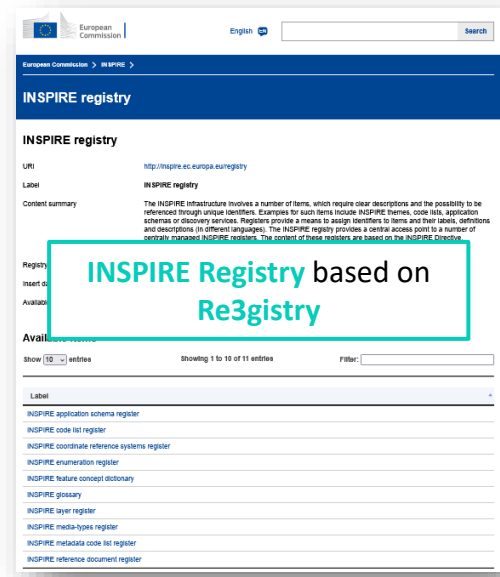 European
Commission
English EN
Search
European Commission > INSPIRE >
INSPIRE registry
INSPIRE registry
URI
http://inspire.ec.europa.eu/registry
Label
INSPIRE registry
Content summary
The INSPIRE infrastructure involves a number of items, which require clear descriptions and the possibility to be
referenced through unique identifiers. Examples for such items include INSPIRE themes, code lists, application
schemas or discovery services. Registers provide a means to assign identifiers to items and their labels, definitions
and descriptions (in different languages). The INSPIRE registry provides a central access point to a number of
centrally managed INSPIRE registers. The content of these registers are based on the INSPIRE Directive,
Registry
Insert da
Availabl
INSPIRE Registry based on
Re3gistry
Show 10 entries
Showing 1 to 10 of 11 entries
Filter:
Label
INSPIRE application schema register
INSPIRE code list register
INSPIRE coordinate reference systems register
INSPIRE enumeration register
INSPIRE feature concept dictionary
INSPIRE glossary
INSPIRE layer register
INSPIRE media-types register
INSPIRE metadata code list register
INSPIRE reference document register